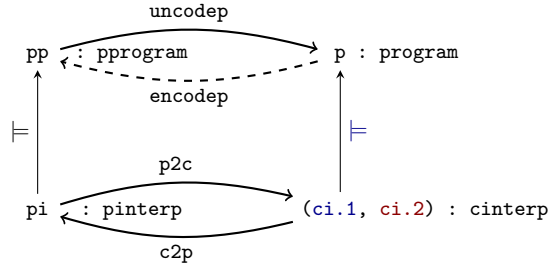 uncodep
pp : pprogram p : program
encodep
⊨ ⊨
p2c
pi : pinterp (ci.1, ci.2) : cinterp
c2p